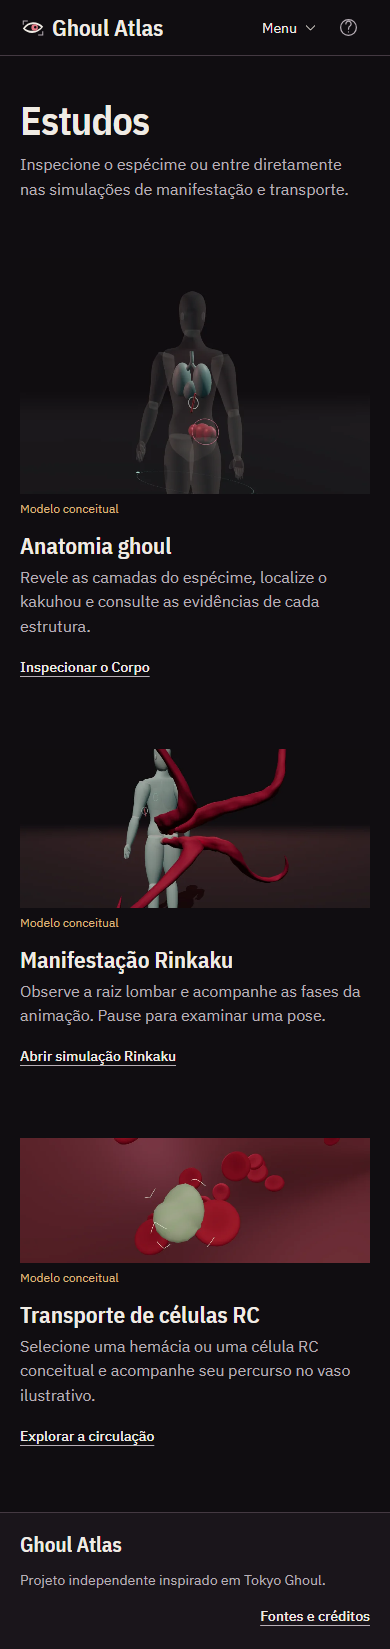 Ghoul Atlas
Menu
Estudos
Inspecione o espécime ou entre diretamente
nas simulações de manifestação e transporte.
Modelo conceitual
Anatomia ghoul
Revele as camadas do espécime, localize o
kakuhou e consulte as evidências de cada
estrutura.
Inspecionar o Corpo
Modelo conceitual
Manifestação Rinkaku
Observe a raiz lombar e acompanhe as fases da
animação. Pause para examinar uma pose.
Abrir simulação Rinkaku
Modelo conceitual
Transporte de células RC
Selecione uma hemácia ou uma célula RC
conceitual e acompanhe seu percurso no vaso
ilustrativo.
Explorar a circulação
Ghoul Atlas
Projeto independente inspirado em Tokyo Ghoul.
Fontes e créditos